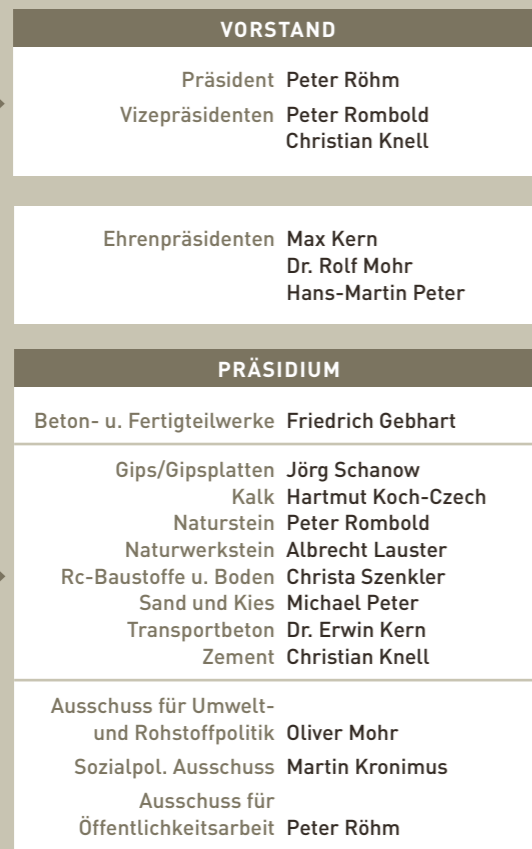 VORSTAND
Präsident Peter Röhm
Vizepräsidenten Peter Rombold
Christian Knell
Ehrenpräsidenten Max Kern
Dr. Rolf Mohr
Hans-Martin Peter
PRÄSIDIUM
Beton- u. Fertigteilwerke Friedrich Gebhart
Gips/Gipsplatten Jörg Schanow
Kalk Hartmut Koch-Czech
Naturstein Peter Rombold
Naturwerkstein Albrecht Lauster
Rc-Baustoffe u. Boden Christa Szenkler
Sand und Kies Michael Peter
Transportbeton Dr. Erwin Kern
Zement Christian Knell
Ausschuss für Umwelt-
und Rohstoffpolitik Oliver Mohr
Sozialpol. Ausschuss Martin Kronimus
Ausschuss für
Öffentlichkeitsarbeit Peter Röhm